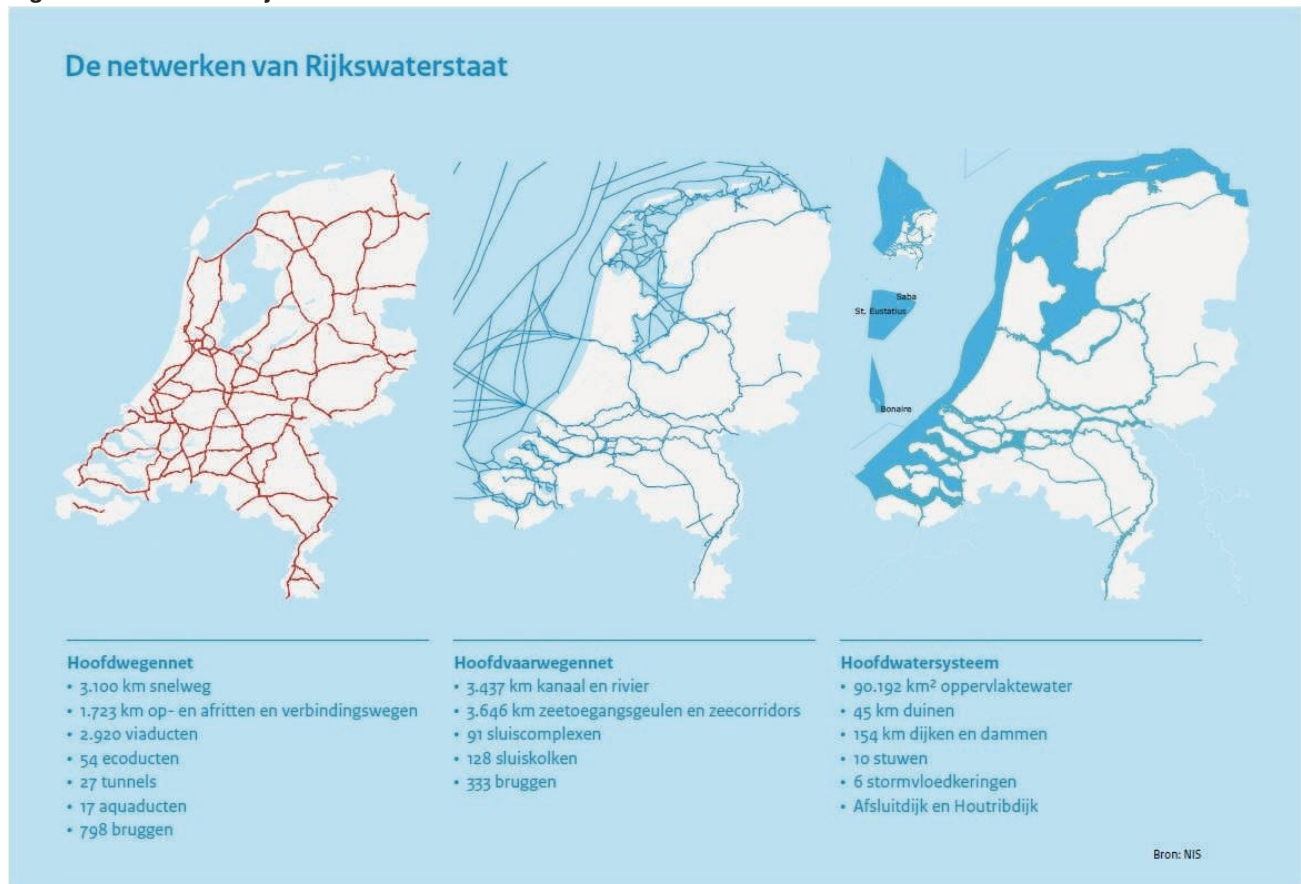 De netwerken van Rijkswaterstaat
Saba
St. Eustatius
Bonaire
Hoofdwegennet
• 3.100 km snelweg
• 1.723 km op- en afritten en verbindingswegen
• 2.920 viaducten
• 54 ecoducten
• 27 tunnels
• 17 aquaducten
• 798 bruggen
Hoofdvaarwegennet
• 3.437 km kanaal en rivier
• 3.646 km zeetoegangsgeulen en zeecorridors
• 91 sluiscomplexen
• 128 sluiskolken
• 333 bruggen
Hoofdwatersysteem
• 90.192 km² oppervlaktewater
• 45 km duinen
• 154 km dijken en dammen
• 10 stuwen
• 6 stormvloedkeringen
• Afsluitdijk en Houtribdijk
Bron: NIS